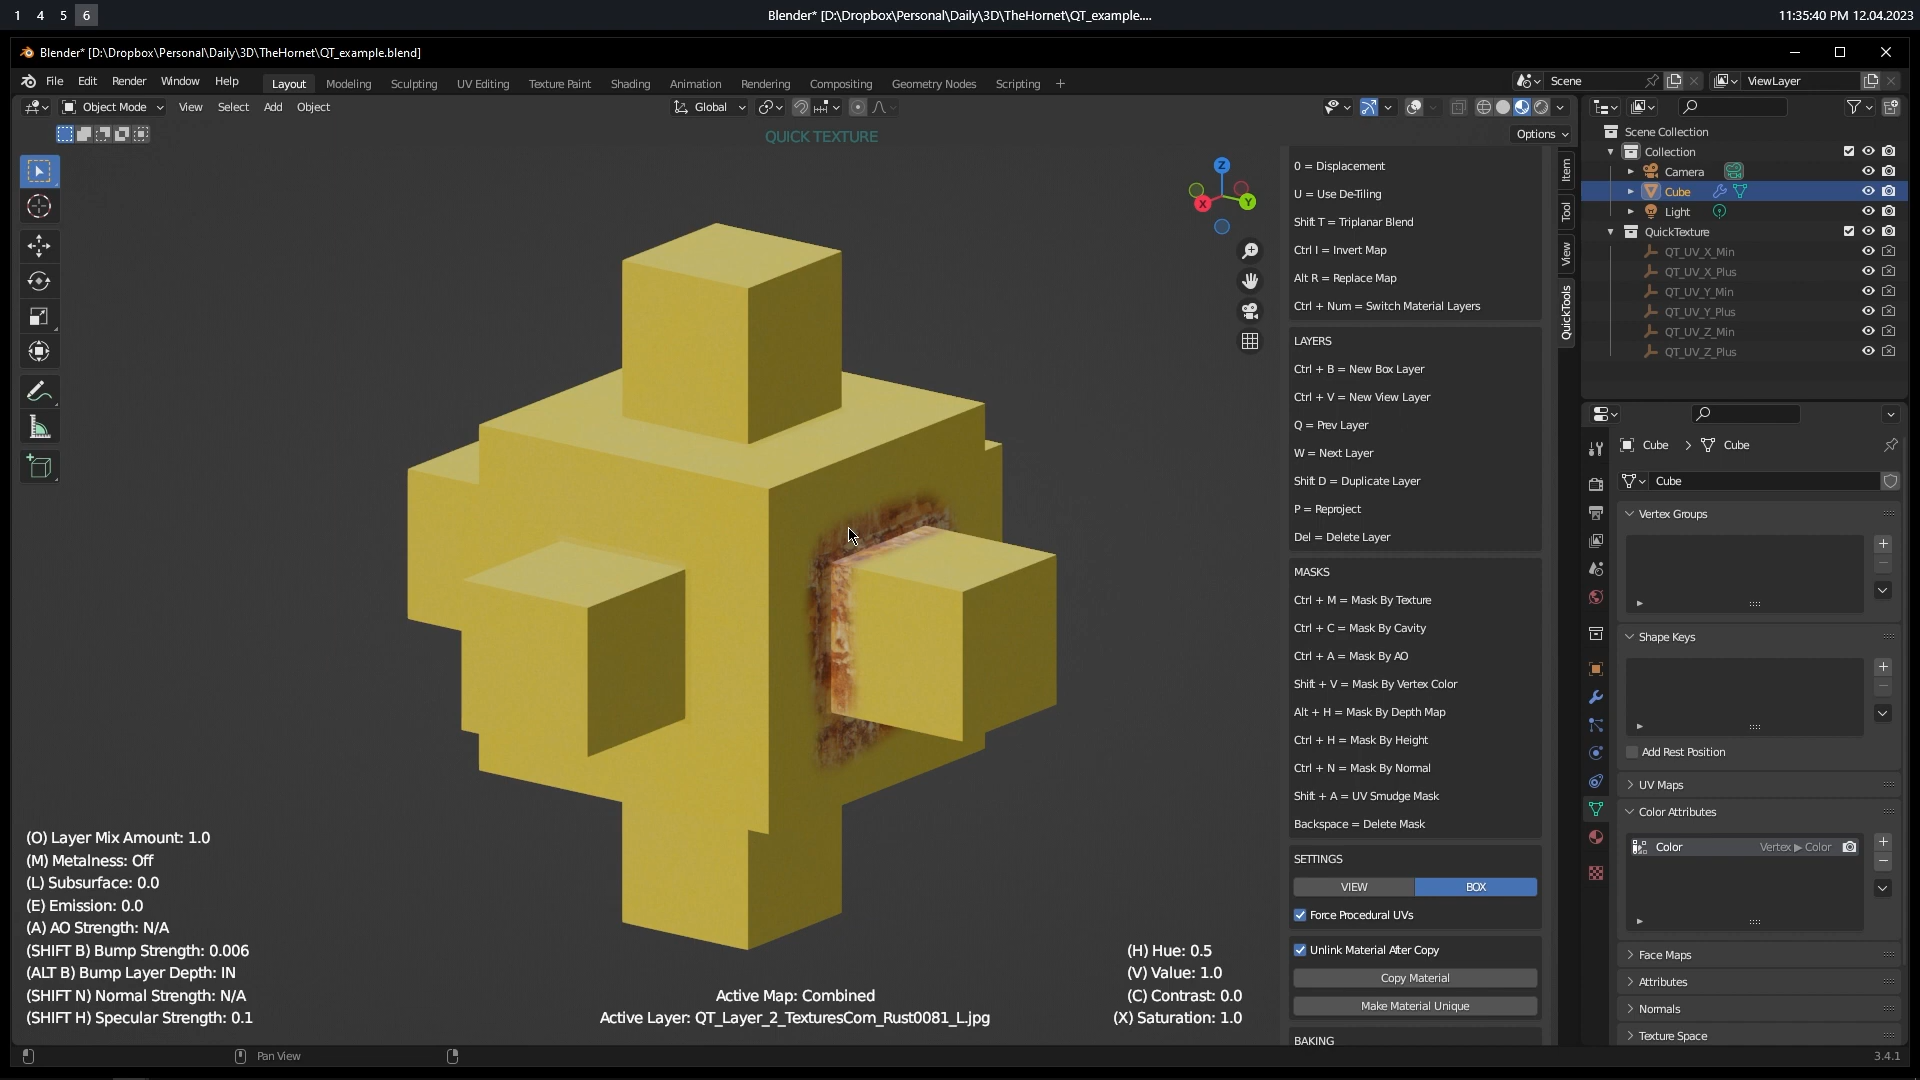 1 4 5 6
Blender* [D:\Dropbox\Personal\Daily\3D\TheHornet\QT_example....
11:35:40 PM 12.04.2023
Blender* [D:\Dropbox\Personal\Daily\3D\TheHornet\QT_example.blend]
File Edit Render Window Help
Layout Modeling Sculpting UV Editing Texture Paint Shading Animation Rendering Compositing Geometry Nodes Scripting +
Scene
ViewLayer
Object Mode View Select Add Object
Global
QUICK TEXTURE
Options
Z
X
Y
0 = Displacement
U = Use De-Tiling
Shift T = Triplanar Blend
Ctrl I = Invert Map
Alt R = Replace Map
Ctrl + Num = Switch Material Layers
LAYERS
Ctrl + B = New Box Layer
Ctrl + V = New View Layer
Q = Prev Layer
W = Next Layer
Shift D = Duplicate Layer
P = Reproject
Del = Delete Layer
MASKS
Ctrl + M = Mask By Texture
Ctrl + C = Mask By Cavity
Ctrl + A = Mask By AO
Shift + V = Mask By Vertex Color
Alt + H = Mask By Depth Map
Ctrl + H = Mask By Height
Ctrl + N = Mask By Normal
Shift + A = UV Smudge Mask
Backspace = Delete Mask
SETTINGS
VIEW BOX
Force Procedural UVs
Unlink Material After Copy
Copy Material
Make Material Unique
BAKING
Item
Tool
View
QuickTools
Scene Collection
Collection
Camera
Cube
Light
QuickTexture
QT_UV_X_Min
QT_UV_X_Plus
QT_UV_Y_Min
QT_UV_Y_Plus
QT_UV_Z_Min
QT_UV_Z_Plus
Cube > Cube
Cube
Vertex Groups
Shape Keys
Add Rest Position
UV Maps
Color Attributes
Color Vertex ▶ Color
Face Maps
Attributes
Normals
Texture Space
(O) Layer Mix Amount: 1.0
(M) Metalness: Off
(L) Subsurface: 0.0
(E) Emission: 0.0
(A) AO Strength: N/A
(SHIFT B) Bump Strength: 0.006
(ALT B) Bump Layer Depth: IN
(SHIFT N) Normal Strength: N/A
(SHIFT H) Specular Strength: 0.1
Active Map: Combined
Active Layer: QT_Layer_2_TexturesCom_Rust0081_L.jpg
(H) Hue: 0.5
(V) Value: 1.0
(C) Contrast: 0.0
(X) Saturation: 1.0
Pan View
3.4.1